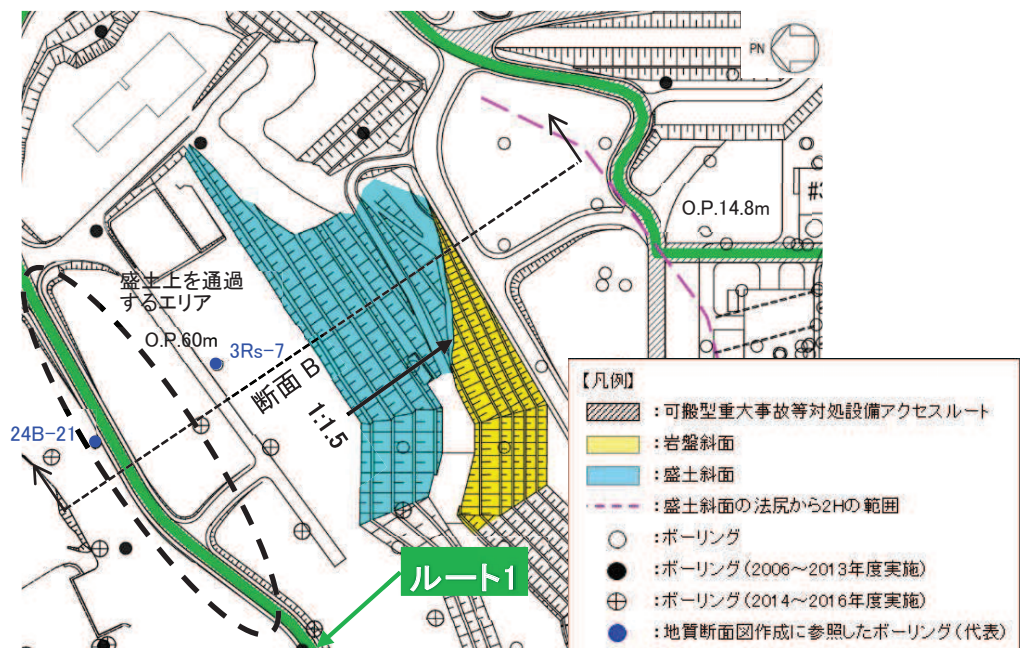 PN
O.P.14.8m
#3
盛土上を通過
するエリア
O.P.60m
3Rs-7
断面 B
1:1.5
24B-21
ルート1
【凡例】
:可搬型重大事故等対処設備アクセスルート
:岩盤斜面
:盛土斜面
:盛土斜面の法尻から2Hの範囲
:ボーリング
:ボーリング(2006～2013年度実施)
:ボーリング(2014～2016年度実施)
:地質断面図作成に参照したボーリング(代表)